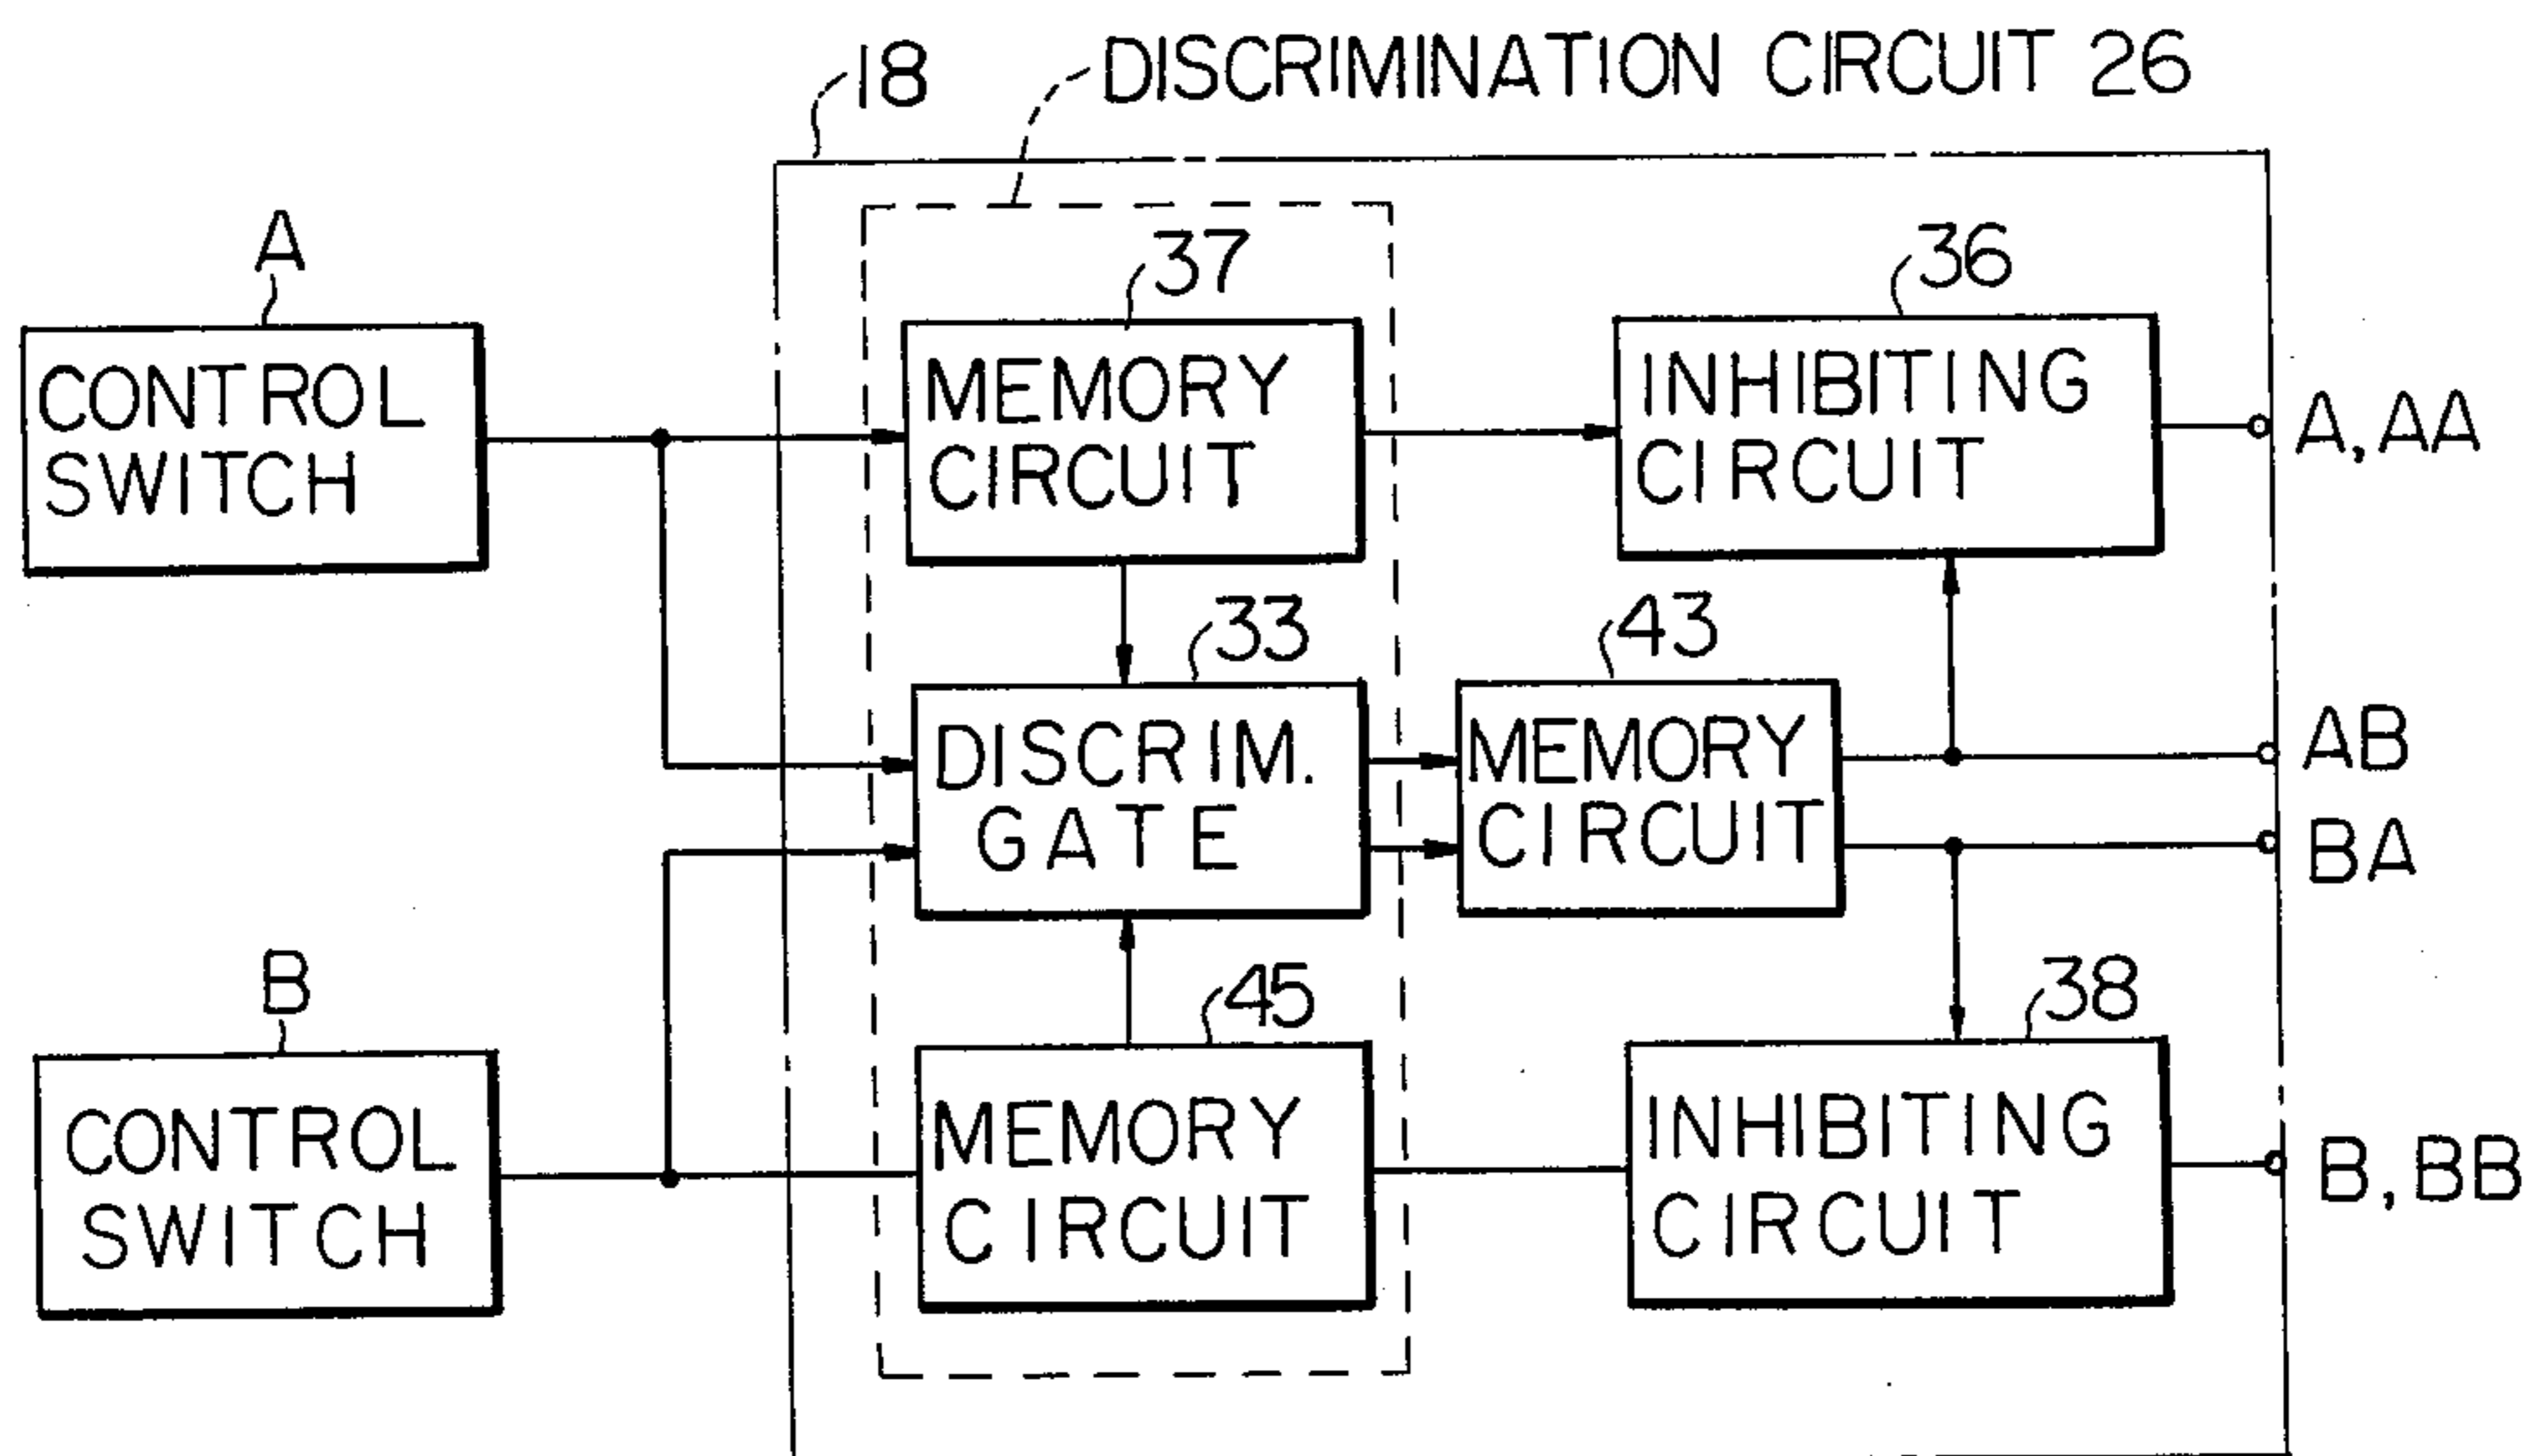 18
DISCRIMINATION CIRCUIT 26
A
CONTROL
SWITCH
37
MEMORY
CIRCUIT
36
INHIBITING
CIRCUIT
A, AA
33
DISCRIM.
GATE
43
MEMORY
CIRCUIT
AB
BA
B
CONTROL
SWITCH
45
MEMORY
CIRCUIT
38
INHIBITING
CIRCUIT
B, BB